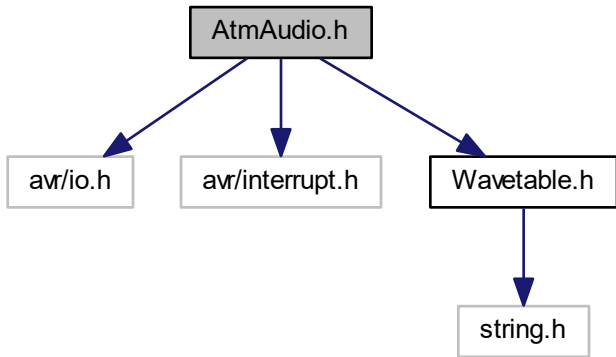 AtmAudio.h
avr/io.h
avr/interrupt.h
Wavetable.h
string.h